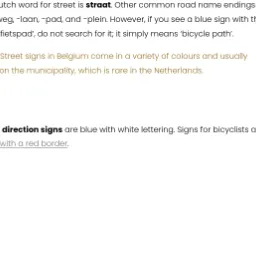 utch word for street is straat. Other common road name endings
weg, -laan, -pad, and -plein. However, if you see a blue sign with th
fietspad', do not search for it; it simply means 'bicycle path'.
Street signs in Belgium come in a variety of colours and usually
on the municipality, which is rare in the Netherlands.
direction signs are blue with white lettering. Signs for bicyclists a
with a red border.